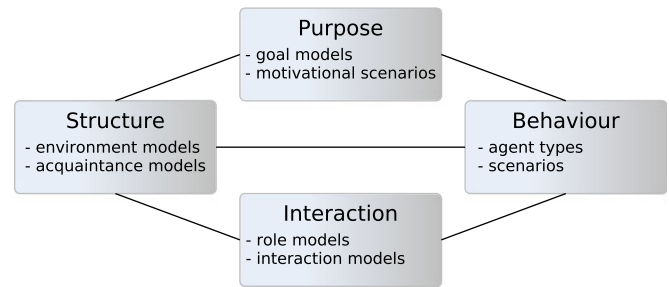 Purpose
- goal models
- motivational scenarios
Structure
- environment models
- acquaintance models
Behaviour
- agent types
- scenarios
Interaction
- role models
- interaction models